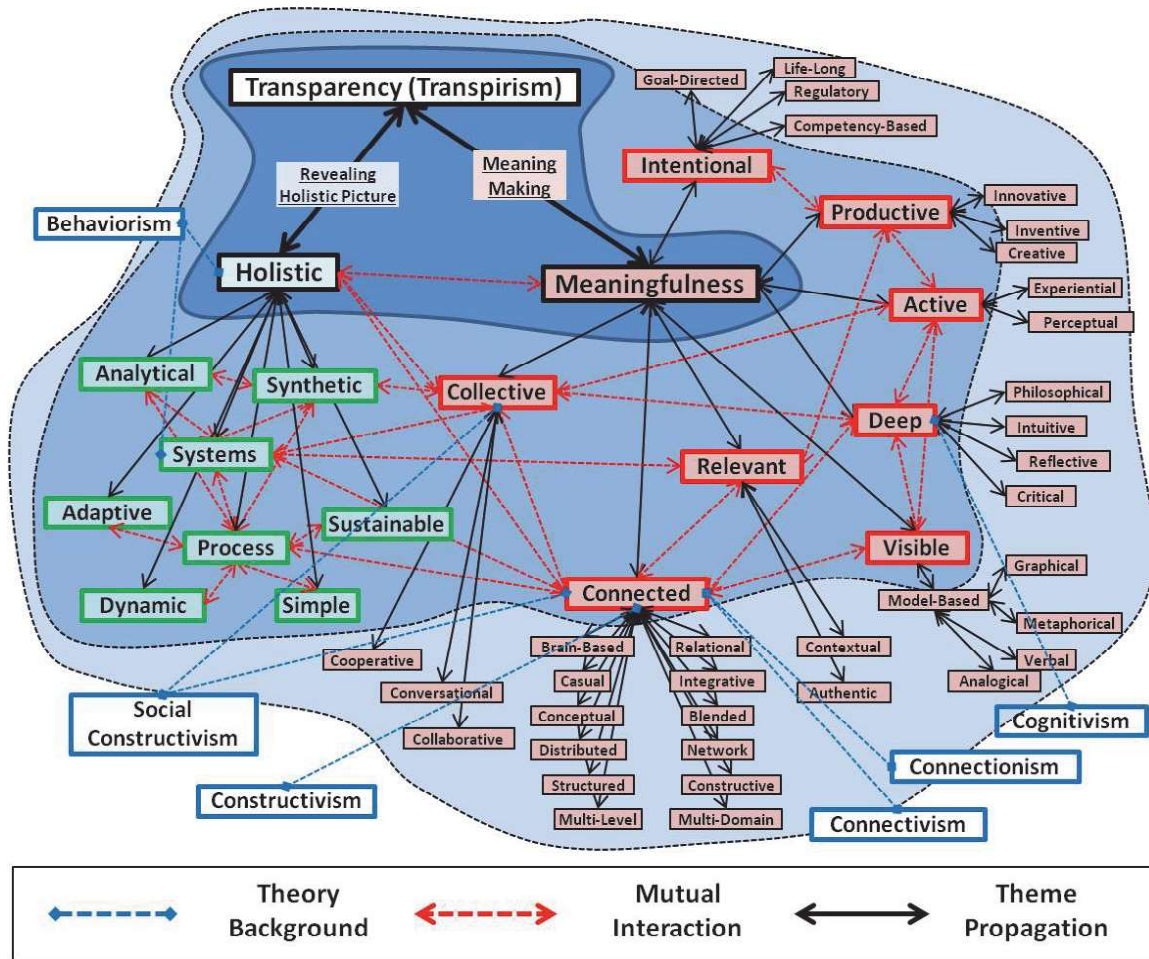 Transparency (Transpirism)
Goal-Directed
Life-Long
Regulatory
Competency-Based
Revealing
Holistic Picture
Meaning
Making
Intentional
Behaviorism
Productive
Innovative
Inventive
Creative
Holistic
Meaningfulness
Active
Experiential
Perceptual
Analytical
Synthetic
Collective
Deep
Philosophical
Intuitive
Reflective
Critical
Systems
Relevant
Adaptive
Sustainable
Process
Visible
Dynamic
Simple
Connected
Model-Based
Graphical
Metaphorical
Verbal
Analogical
Cooperative
Conversational
Collaborative
Brain-Based
Relational
Casual
Integrative
Conceptual
Blended
Distributed
Network
Structured
Constructive
Multi-Level
Multi-Domain
Contextual
Authentic
Social
Constructivism
Constructivism
Cognitivism
Connectionism
Connectivism
Theory
Background
Mutual
Interaction
Theme
Propagation